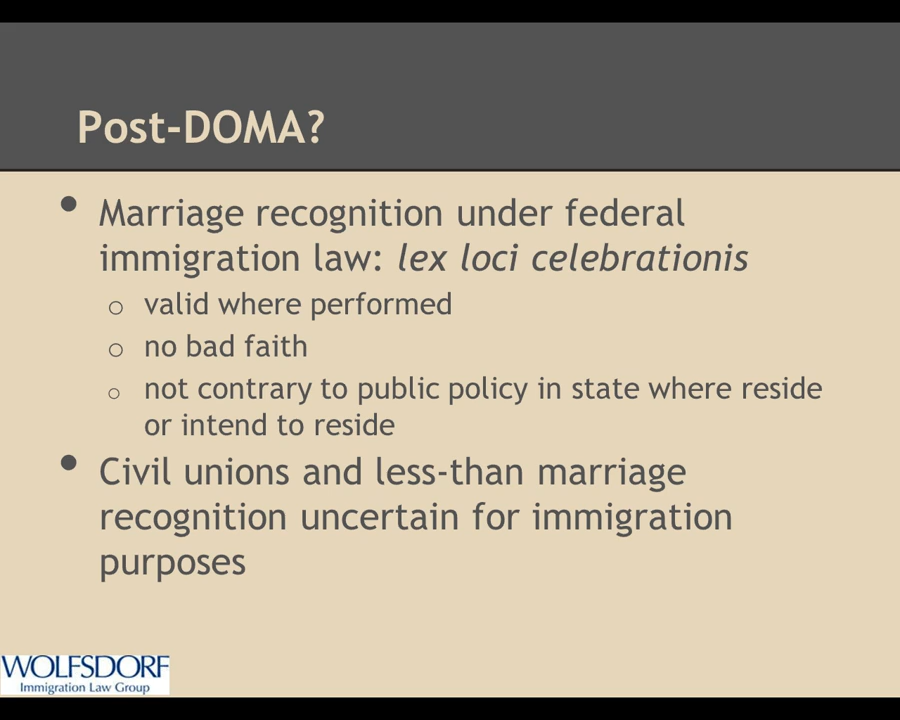 Post-DOMA?
• Marriage recognition under federal
immigration law: lex loci celebrationis
o valid where performed
o no bad faith
o not contrary to public policy in state where reside
or intend to reside
• Civil unions and less-than marriage
recognition uncertain for immigration
purposes
WOLFSDORF
Immigration Law Group